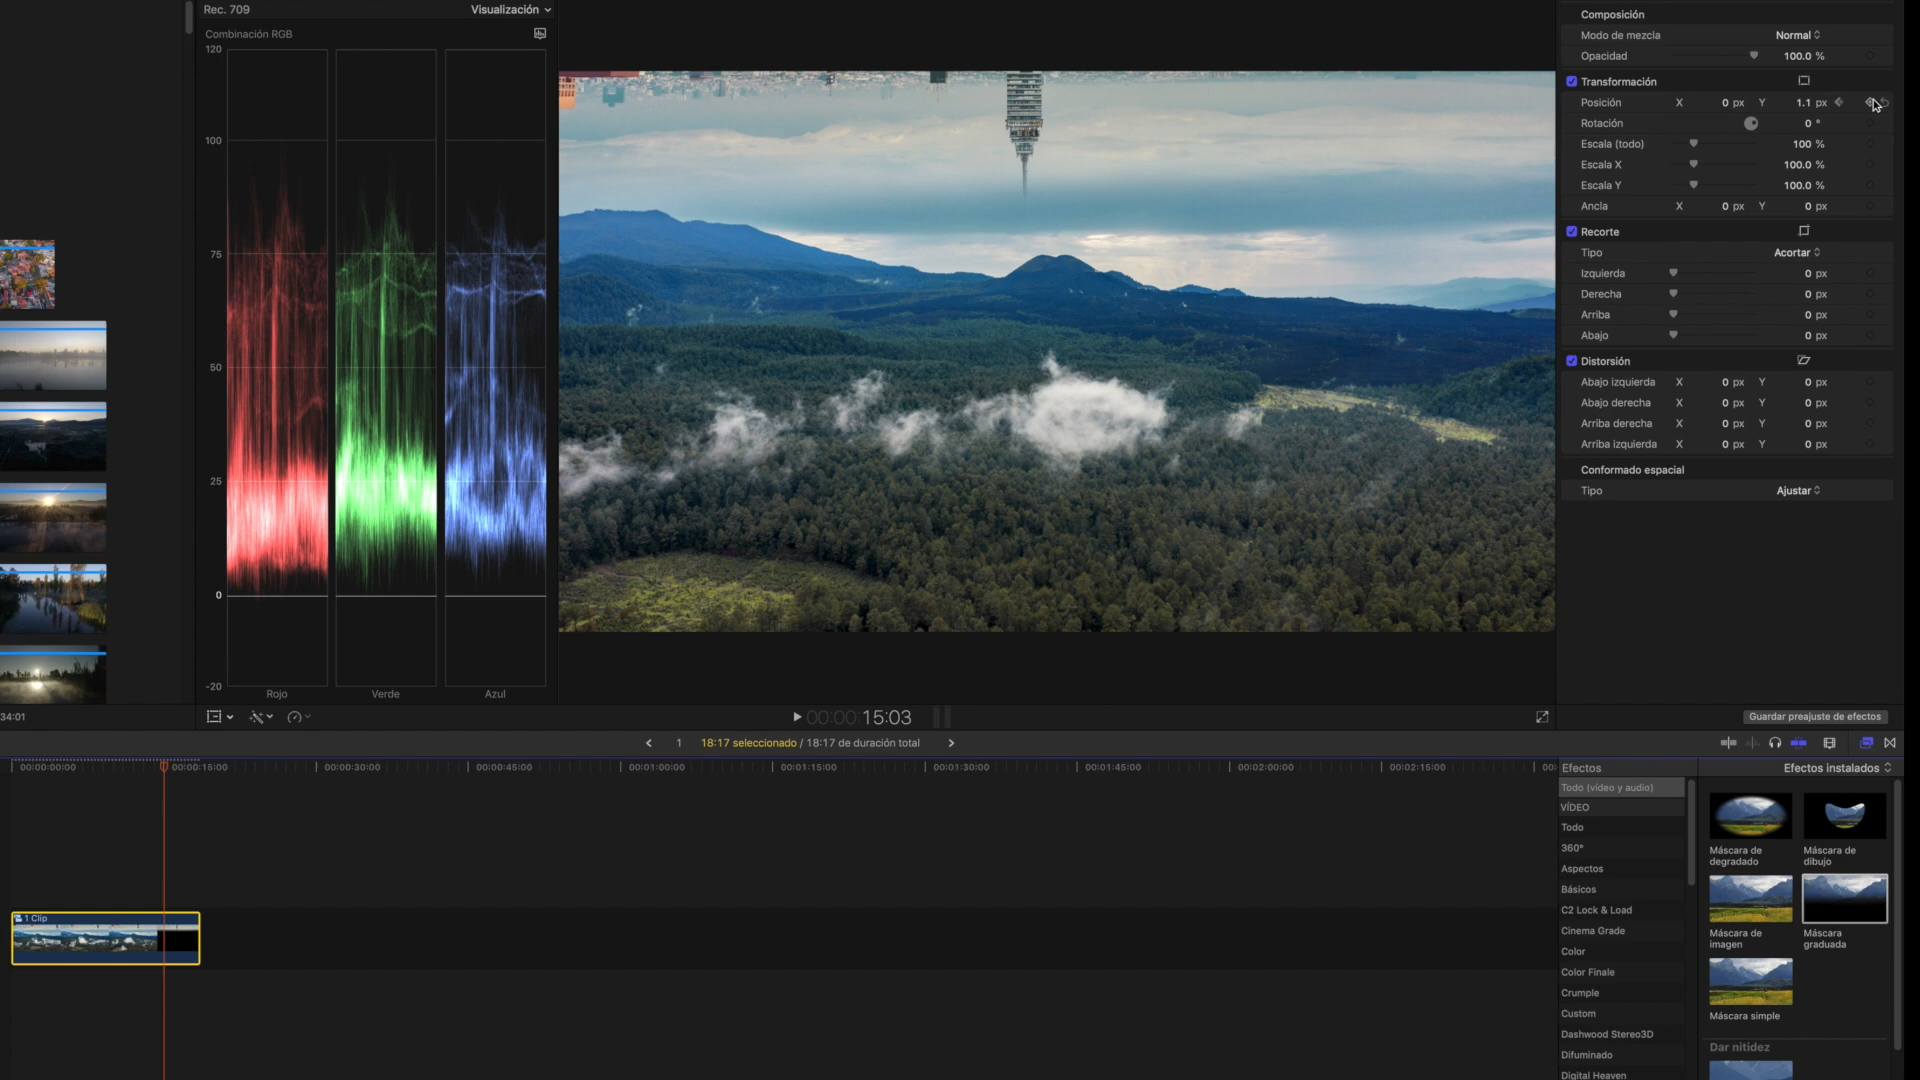 Rec. 709
Visualización
Combinación RGB
120
100
75
50
25
0
-20
Rojo
Verde
Azul
Composición
Modo de mezcla Normal
Opacidad 100.0 %
Transformación
Posición X 0 px Y 1.1 px
Rotación 0 °
Escala (todo) 100 %
Escala X 100.0 %
Escala Y 100.0 %
Ancla X 0 px Y 0 px
Recorte
Tipo Acortar
Izquierda 0 px
Derecha 0 px
Arriba 0 px
Abajo 0 px
Distorsión
Abajo izquierda X 0 px Y 0 px
Abajo derecha X 0 px Y 0 px
Arriba derecha X 0 px Y 0 px
Arriba izquierda X 0 px Y 0 px
Conformado espacial
Tipo Ajustar
34:01
00:00:15:03
Guardar preajuste de efectos
1 18:17 seleccionado / 18:17 de duración total
00:00:00:00
00:00:15:00
00:00:30:00
00:00:45:00
00:01:00:00
00:01:15:00
00:01:30:00
00:01:45:00
00:02:00:00
00:02:15:00
00:
1 Clip
Efectos
Efectos instalados
Todo (vídeo y audio)
VÍDEO
Todo
360°
Aspectos
Básicos
C2 Lock & Load
Cinema Grade
Color
Color Finale
Crumple
Custom
Dashwood Stereo3D
Difuminado
Digital Heaven
Máscara de degradado
Máscara de dibujo
Máscara de imagen
Máscara graduada
Máscara simple
Dar nitidez